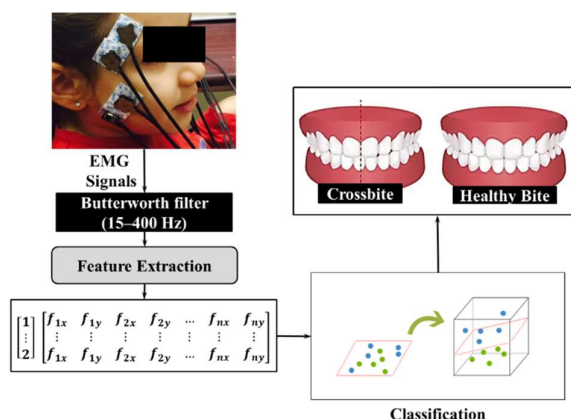 EMG
Signals
Butterworth filter
(15–400 Hz)
Feature Extraction
[1 ⋮ 2]
f1x f1y f2x f2y … fnx fny
⋮ ⋮ ⋮ ⋮ ⋮ ⋮
f1x f1y f2x f2y … fnx fny
Crossbite
Healthy Bite
Classification